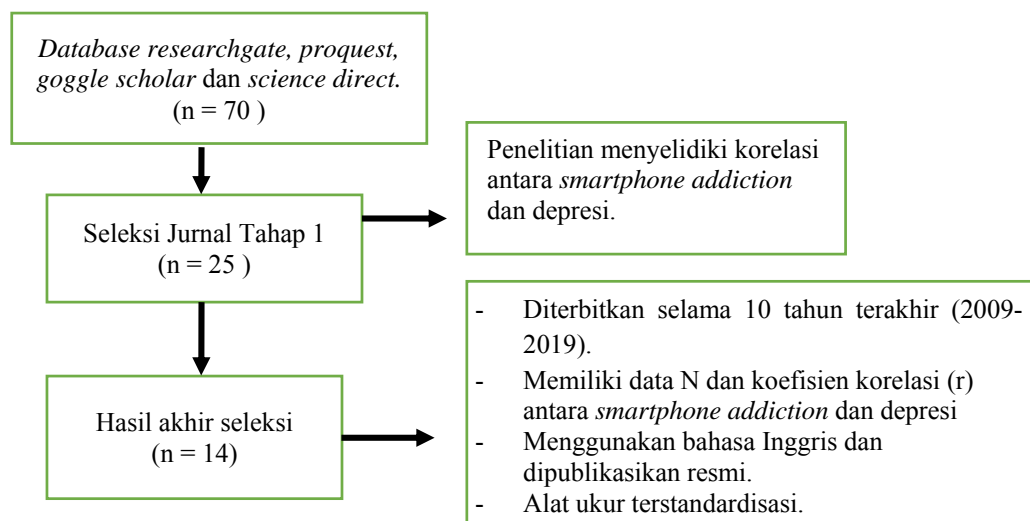 Database researchgate, proquest,
goggle scholar dan science direct.
(n = 70 )
Penelitian menyelidiki korelasi
antara smartphone addiction
dan depresi.
Seleksi Jurnal Tahap 1
(n = 25 )
- Diterbitkan selama 10 tahun terakhir (2009-
2019).
- Memiliki data N dan koefisien korelasi (r)
antara smartphone addiction dan depresi
- Menggunakan bahasa Inggris dan
dipublikasikan resmi.
- Alat ukur terstandardisasi.
Hasil akhir seleksi
(n = 14)